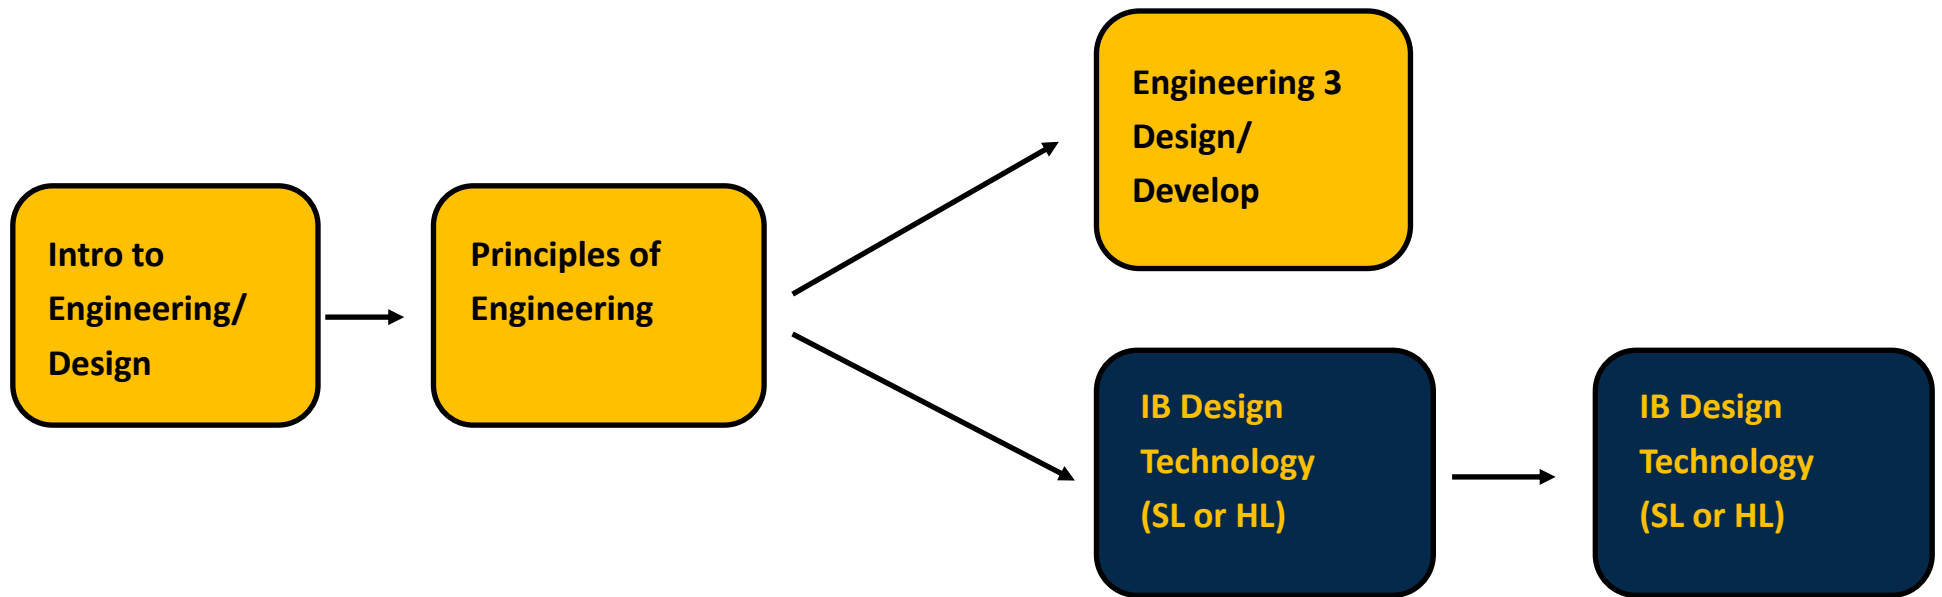 Intro to
Engineering/
Design
Principles of
Engineering
Engineering 3
Design/
Develop
IB Design
Technology
(SL or HL)
IB Design
Technology
(SL or HL)